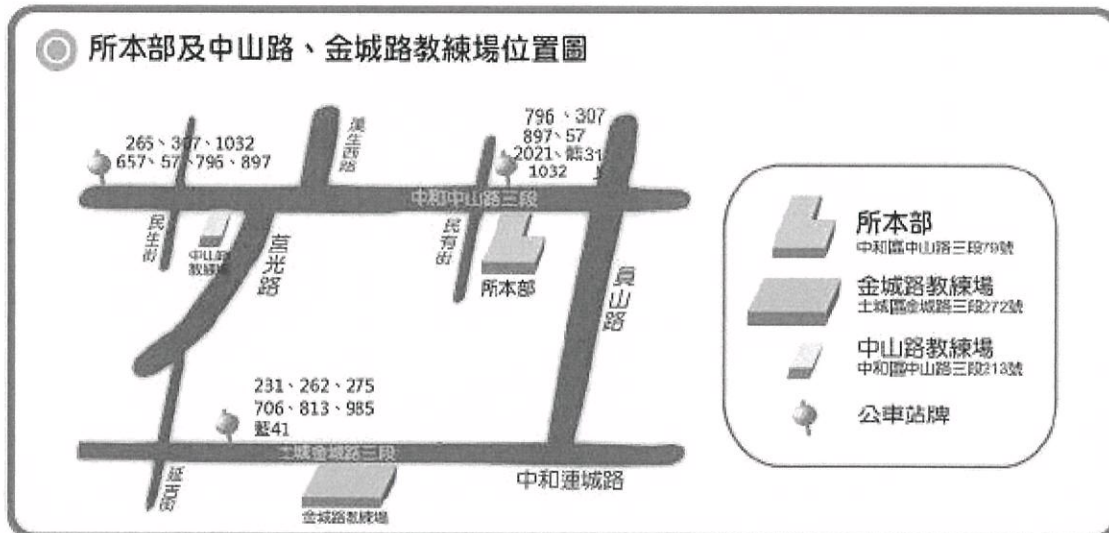 所本部及中山路、金城路教練場位置圖
265、307、1032
657、57、796、897
漢生西路
796、307
897、57
2021、藍31
1032
中和中山路三段
民生街
中山路
教練場
莒光路
民有街
所本部
員山路
231、262、275
706、813、985
藍41
土城金城路三段
中和連城路
延吉街
金城路教練場
所本部
中和區中山路三段79號
金城路教練場
土城區金城路三段272號
中山路教練場
中和區中山路三段213號
公車站牌